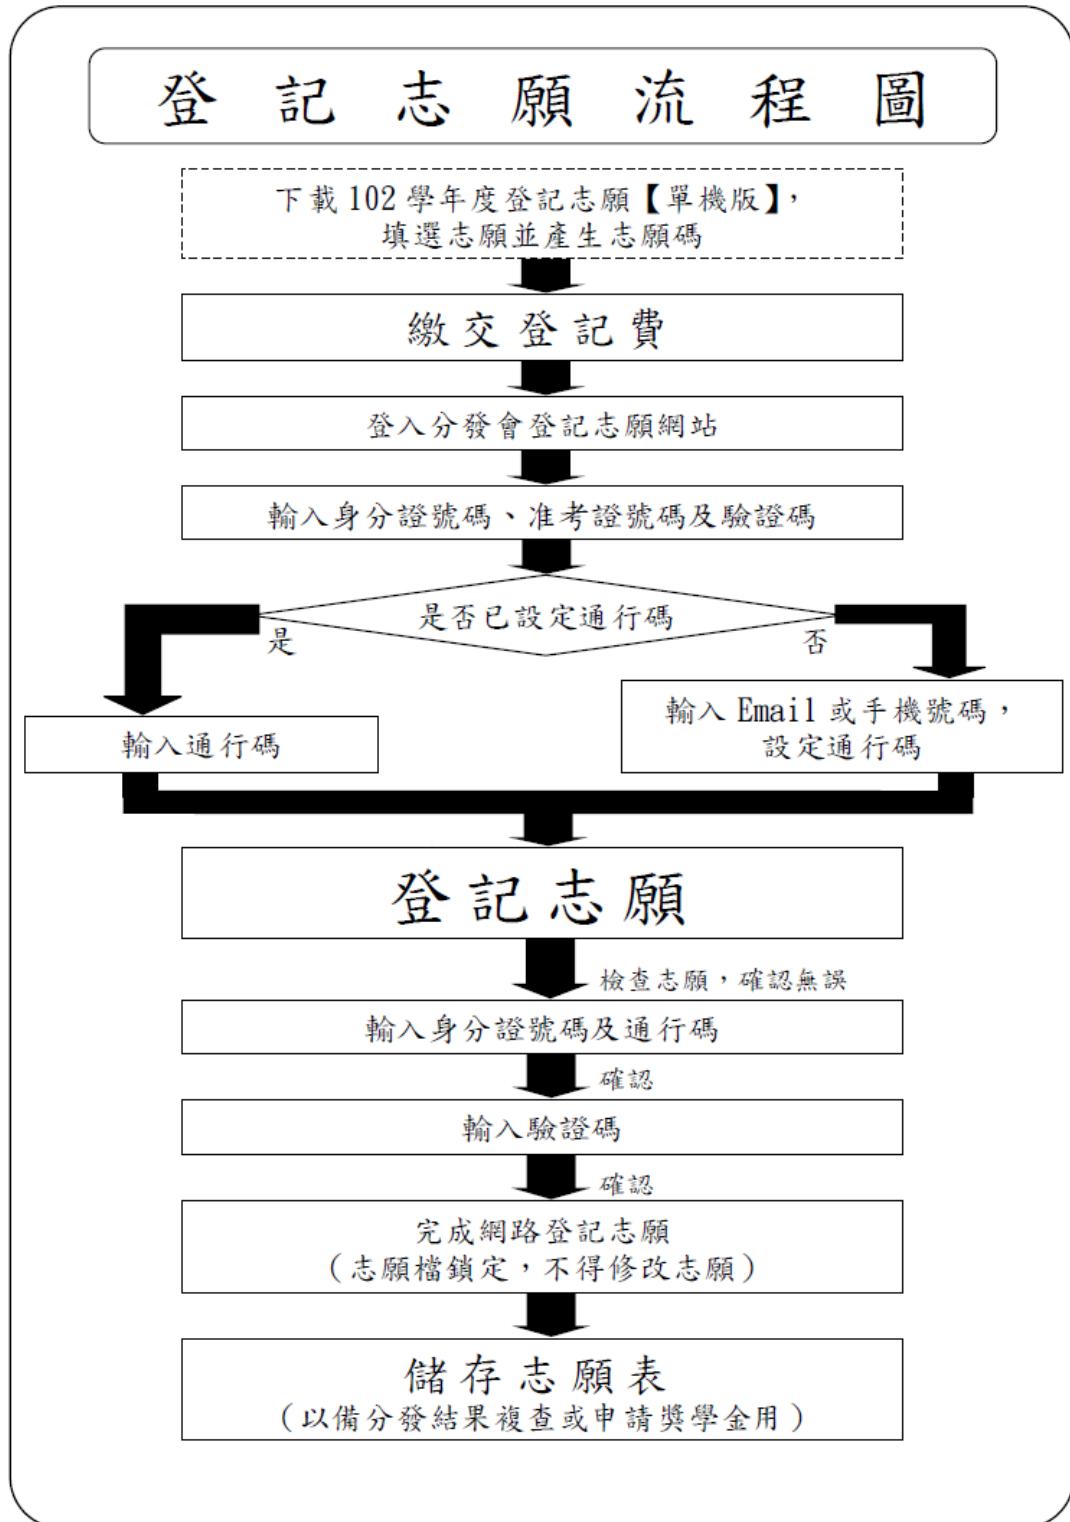 登記志願流程圖
下載 102 學年度登記志願【單機版】，
填選志願並產生志願碼
繳交登記費
登入分發會登記志願網站
輸入身分證號碼、准考證號碼及驗證碼
是否已設定通行碼
是
否
輸入通行碼
輸入 Email 或手機號碼，
設定通行碼
登記志願
檢查志願，確認無誤
輸入身分證號碼及通行碼
確認
輸入驗證碼
確認
完成網路登記志願
（志願檔鎖定，不得修改志願）
儲存志願表
（以備分發結果複查或申請獎學金用）